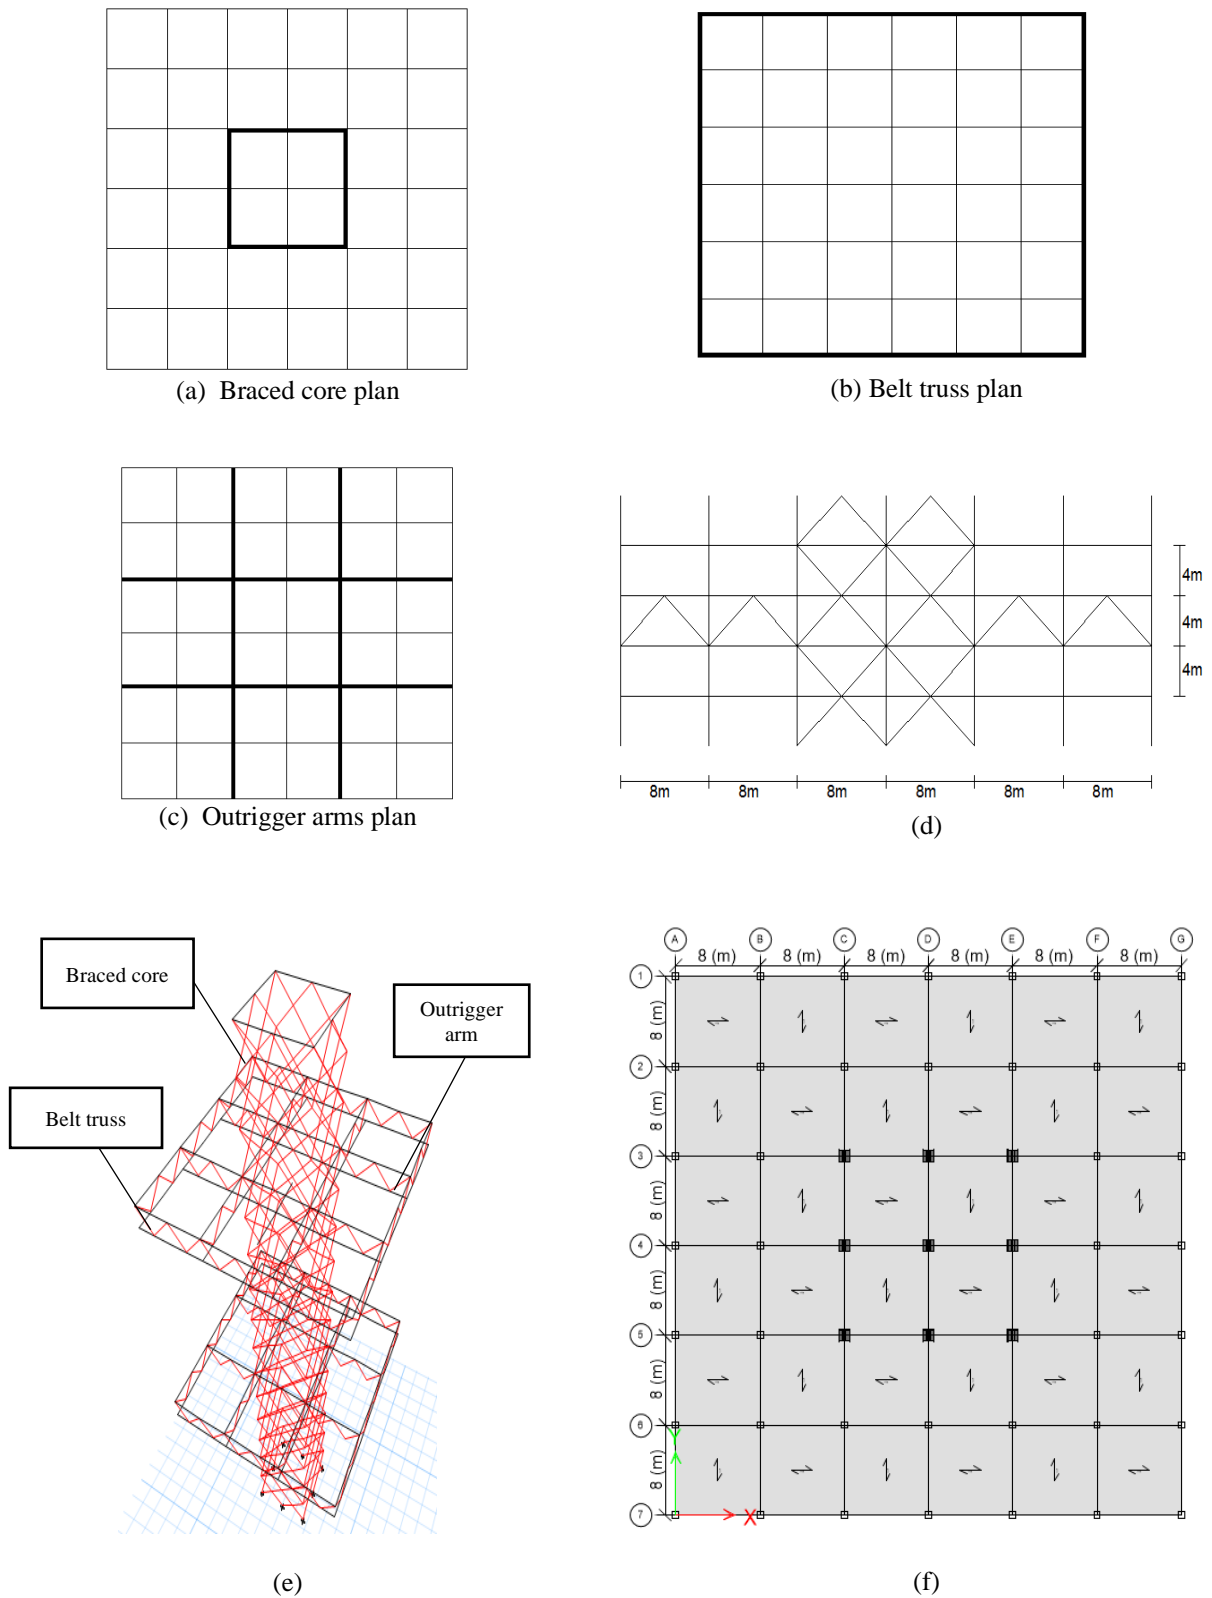 (a) Braced core plan
(b) Belt truss plan
(c) Outrigger arms plan
4m
4m
4m
8m 8m 8m 8m 8m 8m
(d)
Braced core
Outrigger
arm
Belt truss
(e)
A B C D E F G
8 (m) 8 (m) 8 (m) 8 (m) 8 (m) 8 (m)
1
8 (m)
2
8 (m)
3
8 (m)
4
8 (m)
5
8 (m)
6
8 (m)
7
Y
X
(f)